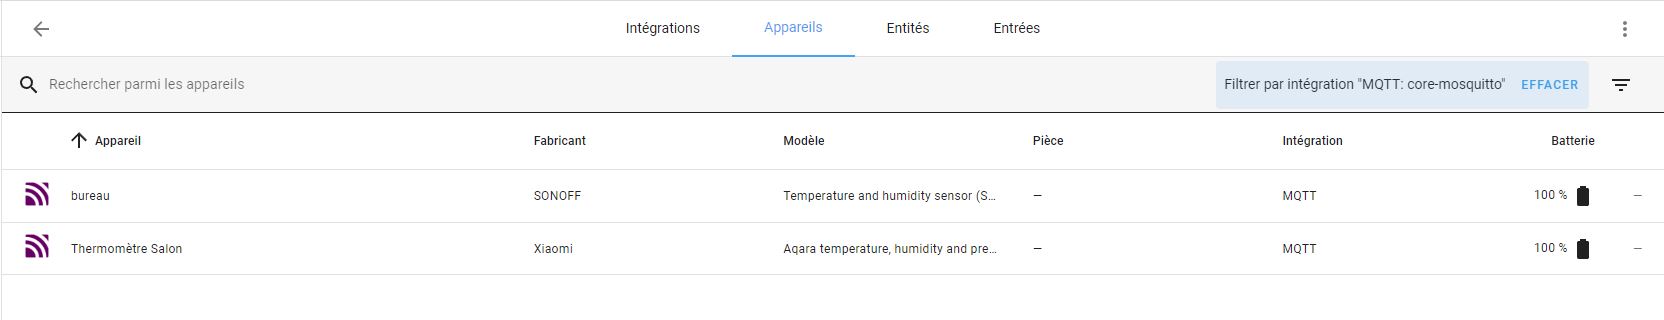 Intégrations Appareils Entités Entrées
Rechercher parmi les appareils Filtrer par intégration "MQTT: core-mosquitto" EFFACER
Appareil Fabricant Modèle Pièce Intégration Batterie
bureau SONOFF Temperature and humidity sensor (S... — MQTT 100 % —
Thermomètre Salon Xiaomi Aqara temperature, humidity and pre... — MQTT 100 % —